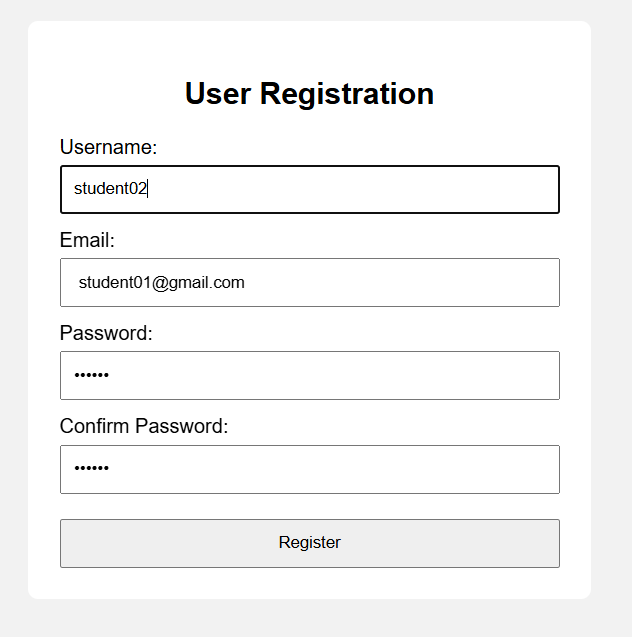 User Registration
Username:
student02
Email:
student01@gmail.com
Password:
••••••
Confirm Password:
••••••
Register